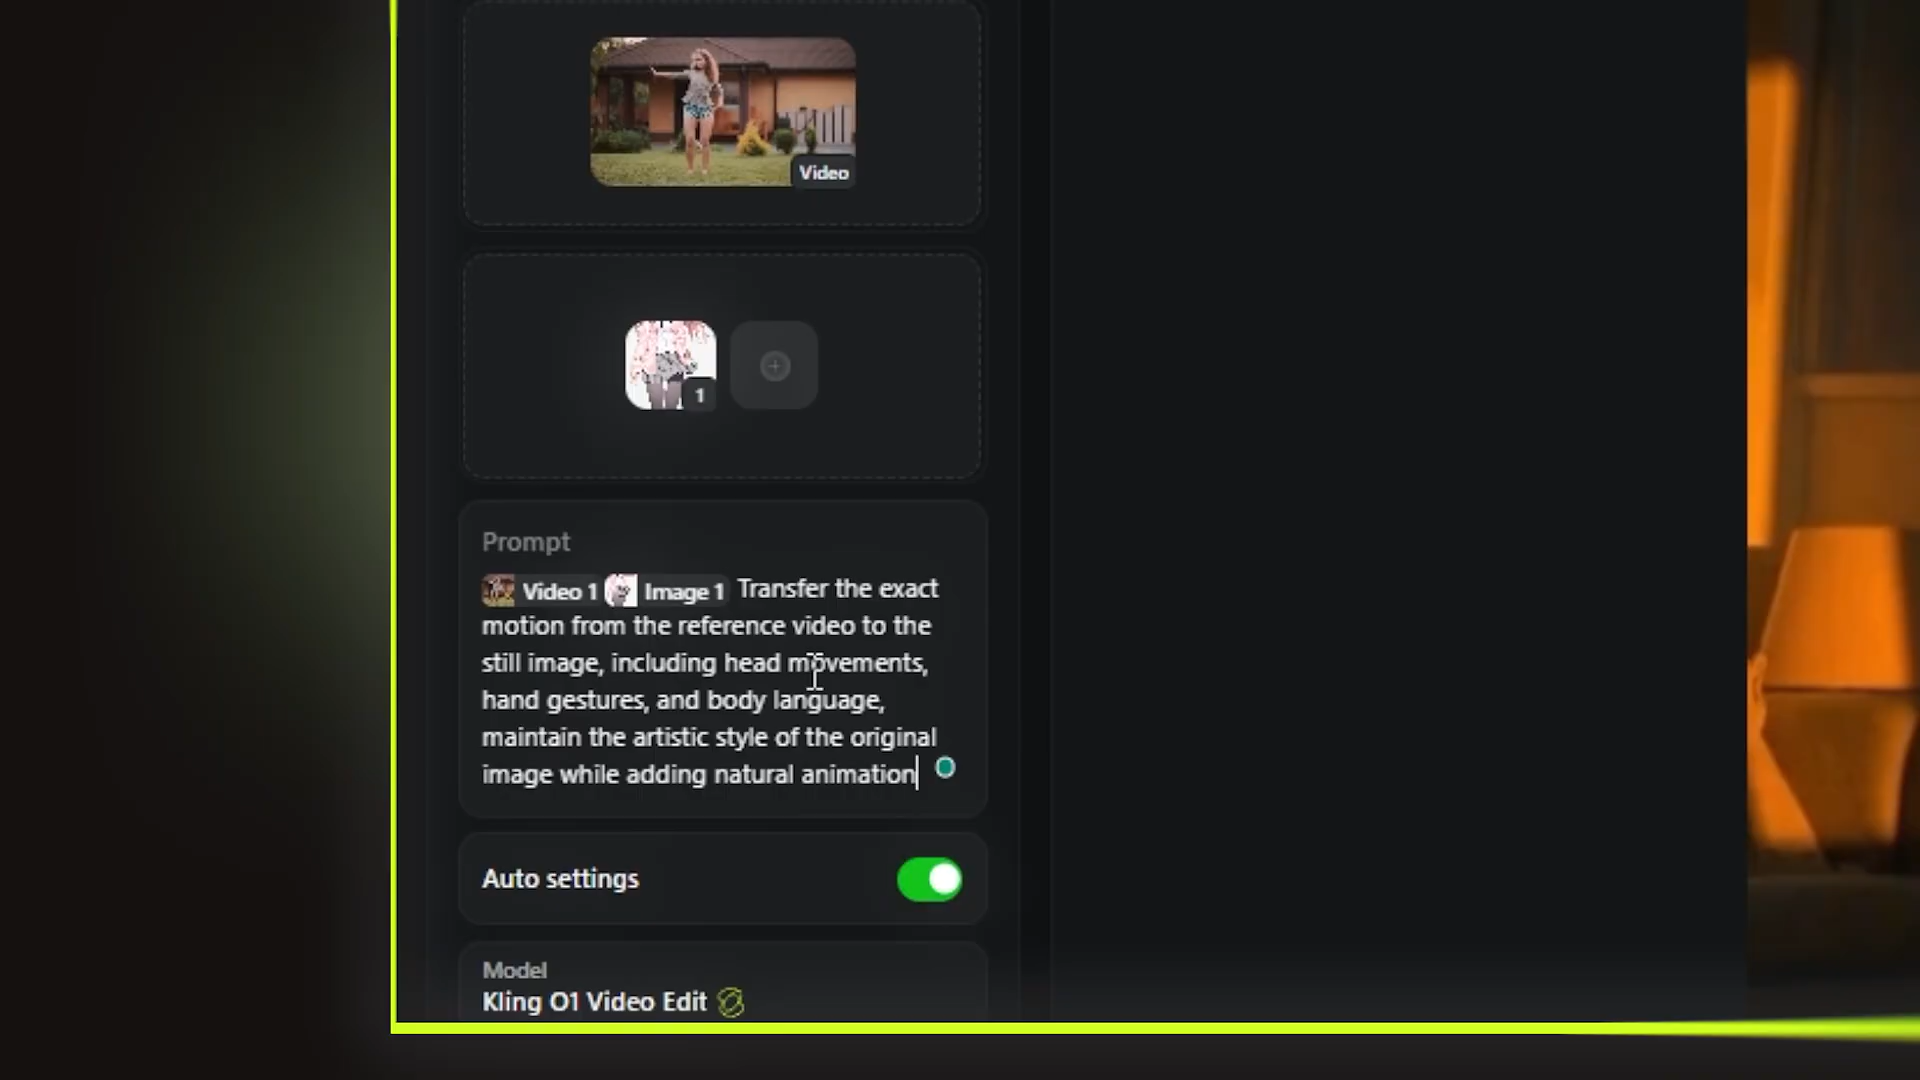 Video
1
Prompt
Video 1 Image 1 Transfer the exact
motion from the reference video to the
still image, including head movements,
hand gestures, and body language,
maintain the artistic style of the original
image while adding natural animation
Auto settings
Model
Kling O1 Video Edit